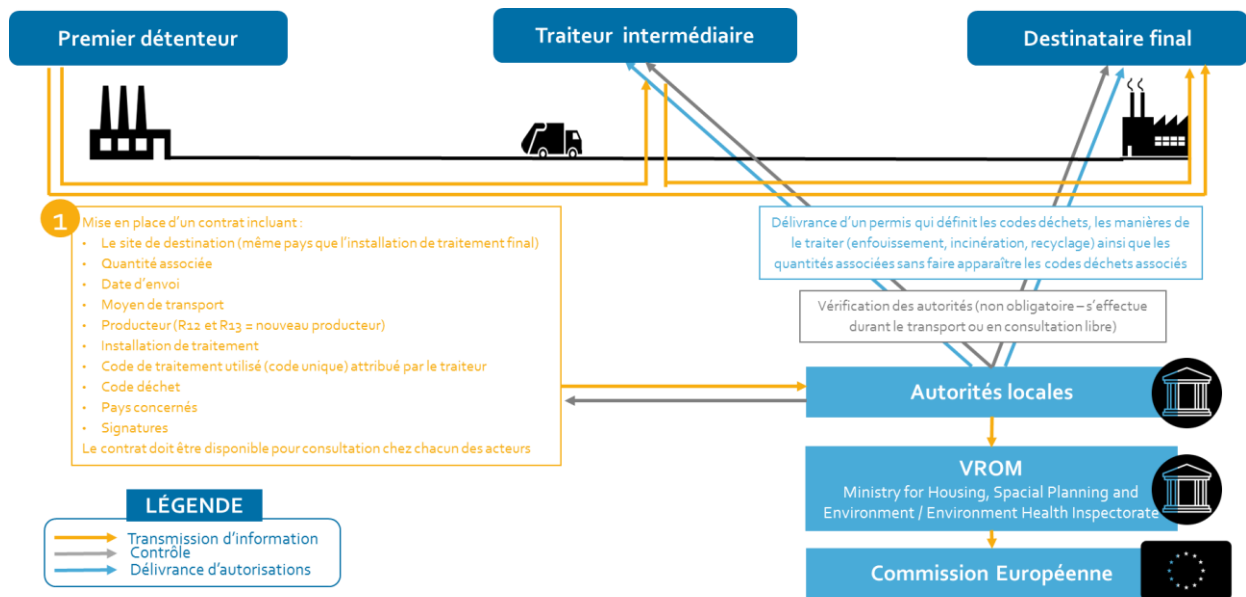 Premier détenteur
Traiteur intermédiaire
Destinataire final
1
Mise en place d'un contrat incluant :
• Le site de destination (même pays que l'installation de traitement final)
• Quantité associée
• Date d'envoi
• Moyen de transport
• Producteur (R12 et R13 = nouveau producteur)
• Installation de traitement
• Code de traitement utilisé (code unique) attribué par le traiteur
• Code déchet
• Pays concernés
• Signatures
Le contrat doit être disponible pour consultation chez chacun des acteurs
Délivrance d'un permis qui définit les codes déchets, les manières de
le traiter (enfouissement, incinération, recyclage) ainsi que les
quantités associées sans faire apparaître les codes déchets associés
Vérification des autorités (non obligatoire – s'effectue
durant le transport ou en consultation libre)
Autorités locales
VROM
Ministry for Housing, Spacial Planning and
Environment / Environment Health Inspectorate
Commission Européenne
LÉGENDE
Transmission d'information
Contrôle
Délivrance d'autorisations